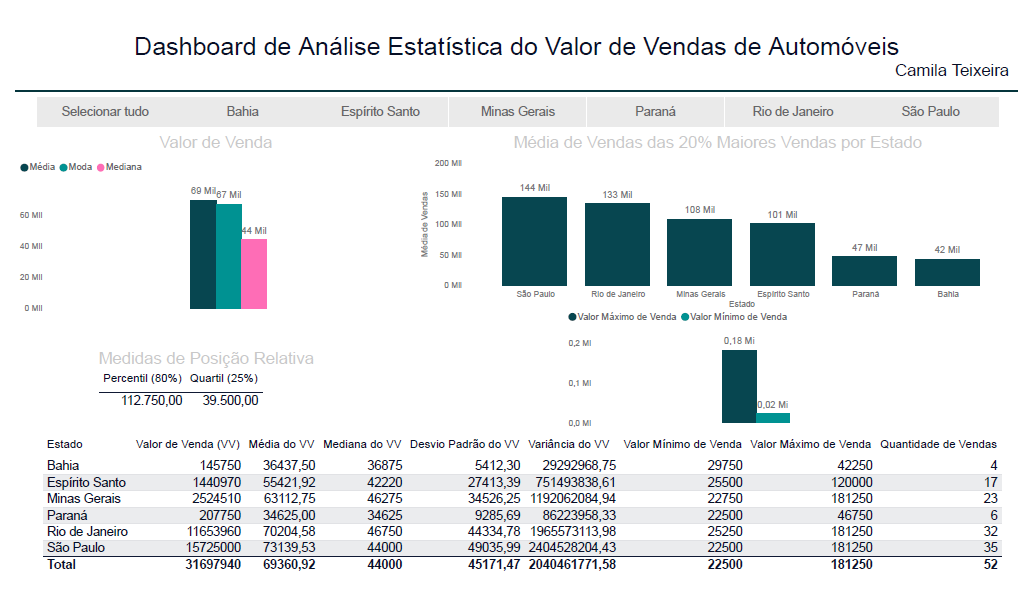 Dashboard de Análise Estatística do Valor de Vendas de Automóveis
Camila Teixeira
Selecionar tudo Bahia Espírito Santo Minas Gerais Paraná Rio de Janeiro São Paulo
Valor de Venda
Média Moda Mediana
69 Mil 67 Mil
44 Mil
60 Mil
40 Mil
20 Mil
0 Mil
Média de Vendas das 20% Maiores Vendas por Estado
Média de Vendas
200 Mil
150 Mil
100 Mil
50 Mil
0 Mil
144 Mil 133 Mil 108 Mil 101 Mil 47 Mil 42 Mil
São Paulo Rio de Janeiro Minas Gerais Espírito Santo Paraná Bahia
Estado
Valor Máximo de Venda Valor Mínimo de Venda
0,2 Mi
0,1 Mi
0,0 Mi
0,18 Mi
0,02 Mi
Medidas de Posição Relativa
Percentil (80%) Quartil (25%)
112.750,00 39.500,00
Estado Valor de Venda (VV) Média do VV Mediana do VV Desvio Padrão do VV Variância do VV Valor Mínimo de Venda Valor Máximo de Venda Quantidade de Vendas
Bahia 145750 36437,50 36875 5412,30 29292968,75 29750 42250 4
Espírito Santo 1440970 55421,92 42220 27413,39 751493838,61 25500 120000 17
Minas Gerais 2524510 63112,75 46275 34526,25 1192062084,94 22750 181250 23
Paraná 207750 34625,00 34625 9285,69 86223958,33 22500 46750 6
Rio de Janeiro 11653960 70204,58 46750 44334,78 1965573113,98 25250 181250 32
São Paulo 15725000 73139,53 44000 49035,99 2404528204,43 22500 181250 35
Total 31697940 69360,92 44000 45171,47 2040461771,58 22500 181250 52